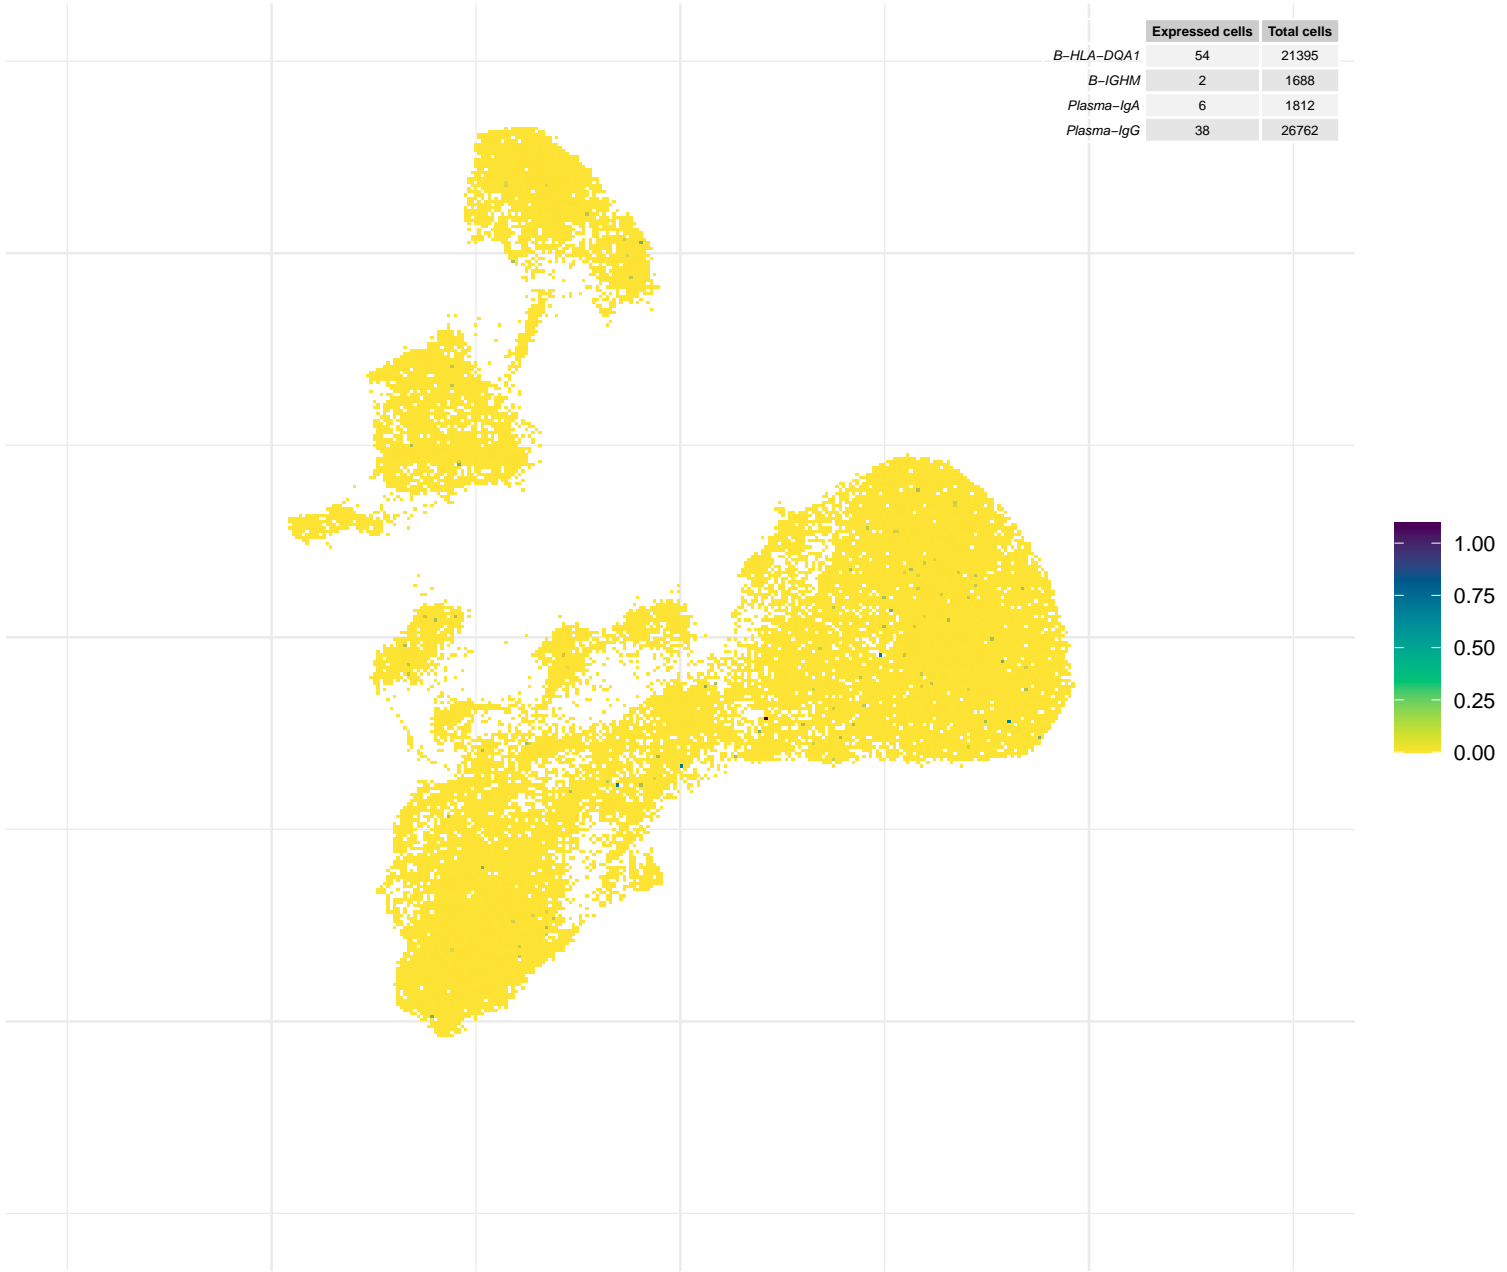 Expressed cells Total cells
B−HLA−DQA1 54 21395
B−IGHM 2 1688
Plasma−IgA 6 1812
Plasma−IgG 38 26762
1.00
0.75
0.50
0.25
0.00